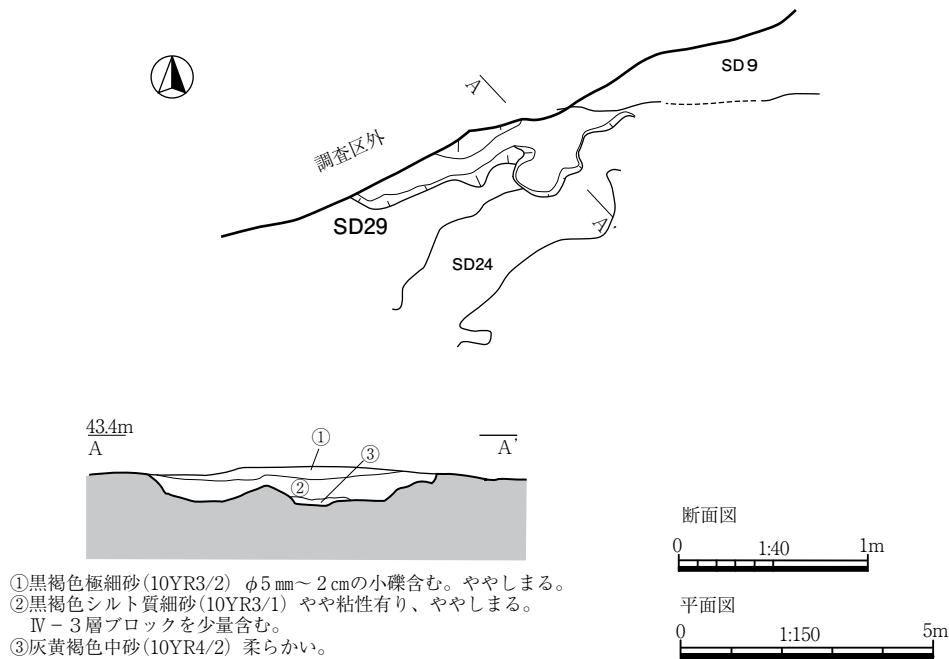 SD9
A
調査区外
A'
SD29
SD24
43.4m
A
①
③
A'
②
断面図
0 1:40 1m
①黒褐色極細砂(10YR3/2) φ5㎜～2㎝の小礫含む。ややしまる。
②黒褐色シルト質細砂(10YR3/1) やや粘性有り、ややしまる。
Ⅳ－3層ブロックを少量含む。
③灰黄褐色中砂(10YR4/2) 柔らかい。
平面図
0 1:150 5m